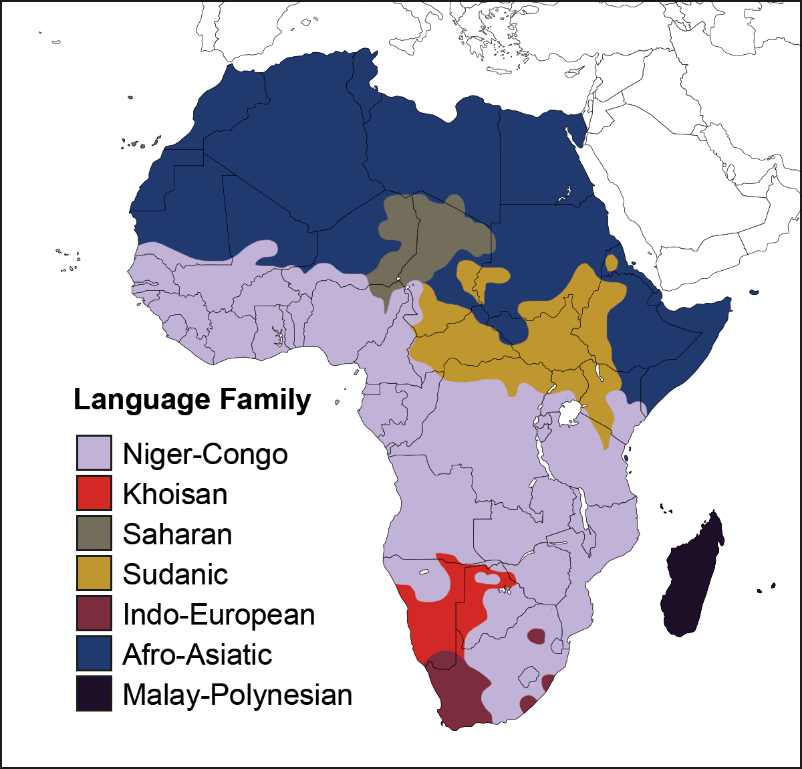 Language Family
Niger-Congo
Khoisan
Saharan
Sudanic
Indo-European
Afro-Asiatic
Malay-Polynesian